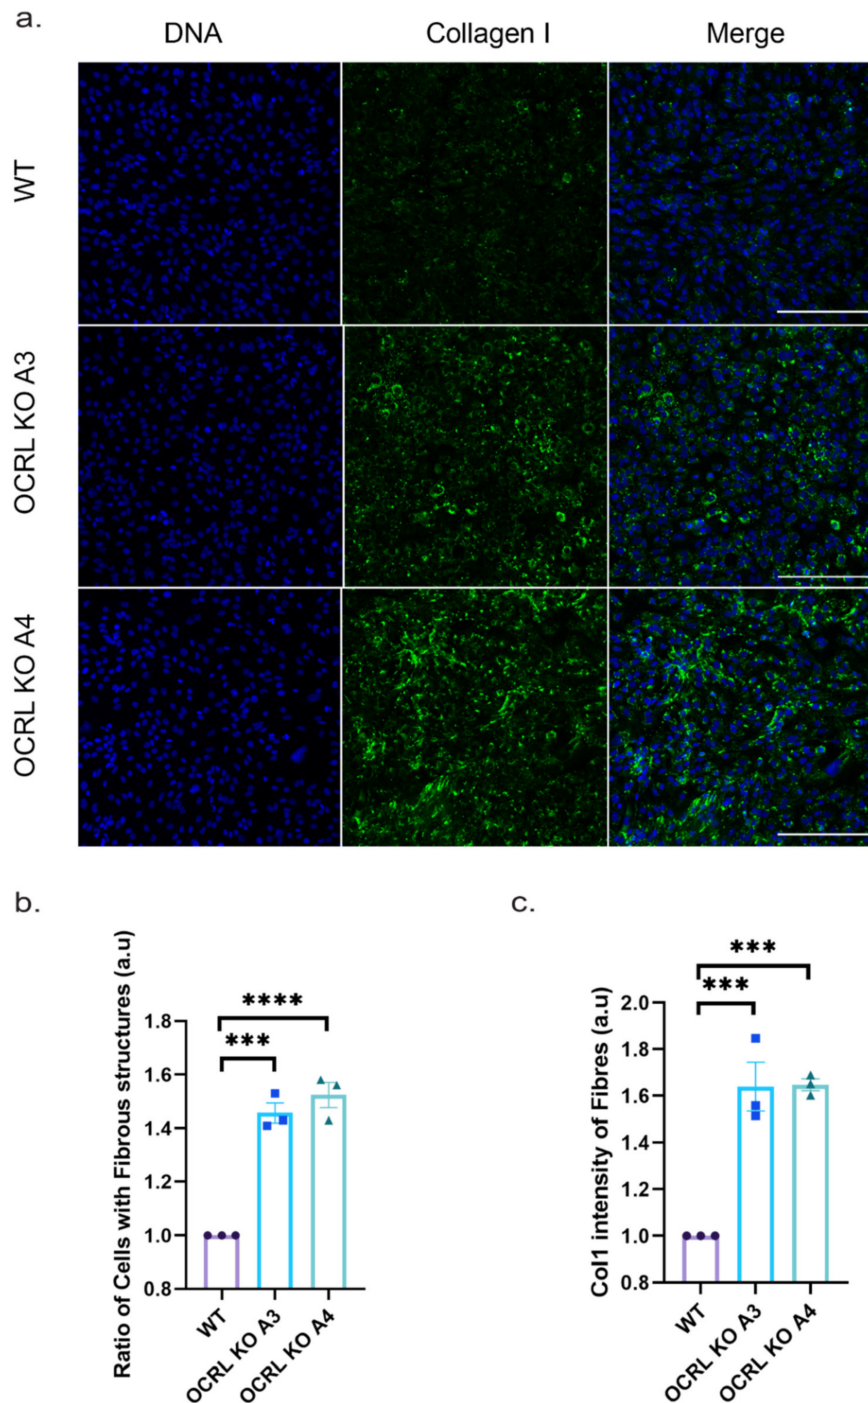 a.
DNA Collagen I Merge
WT
OCRL KO A3
OCRL KO A4
b.
Ratio of Cells with Fibrous structures (a.u)
1.8
1.6
1.4
1.2
1.0
0.8
****
***
WT
OCRL KO A3
OCRL KO A4
c.
Col1 intensity of Fibres (a.u)
2.0
1.8
1.6
1.4
1.2
1.0
0.8
***
***
WT
OCRL KO A3
OCRL KO A4